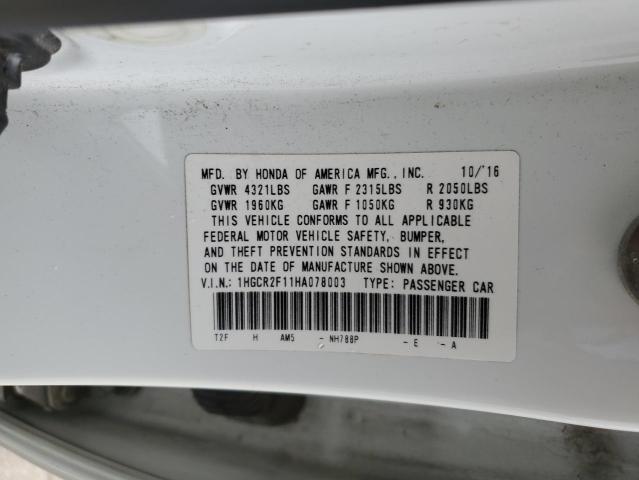 MFD. BY HONDA OF AMERICA MFG., INC. 10/'16
GVWR 4321LBS GAWR F 2315LBS R 2050LBS
GVWR 1960KG GAWR F 1050KG R 930KG
THIS VEHICLE CONFORMS TO ALL APPLICABLE
FEDERAL MOTOR VEHICLE SAFETY, BUMPER,
AND THEFT PREVENTION STANDARDS IN EFFECT
ON THE DATE OF MANUFACTURE SHOWN ABOVE.
V.I.N.: 1HGCR2F11HA078003 TYPE: PASSENGER CAR
T2F H AM5 - NH788P - E - A